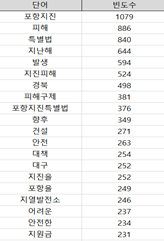 단어 빈도수
포항지진 1079
피해 886
특별법 840
지난해 644
발생 594
지진피해 524
경북 498
피해구제 381
포항지진특별법 376
향후 349
건설 271
안전 263
대책 254
대구 252
지진을 252
포항을 249
지열발전소 246
어려운 237
안전한 234
지원금 231